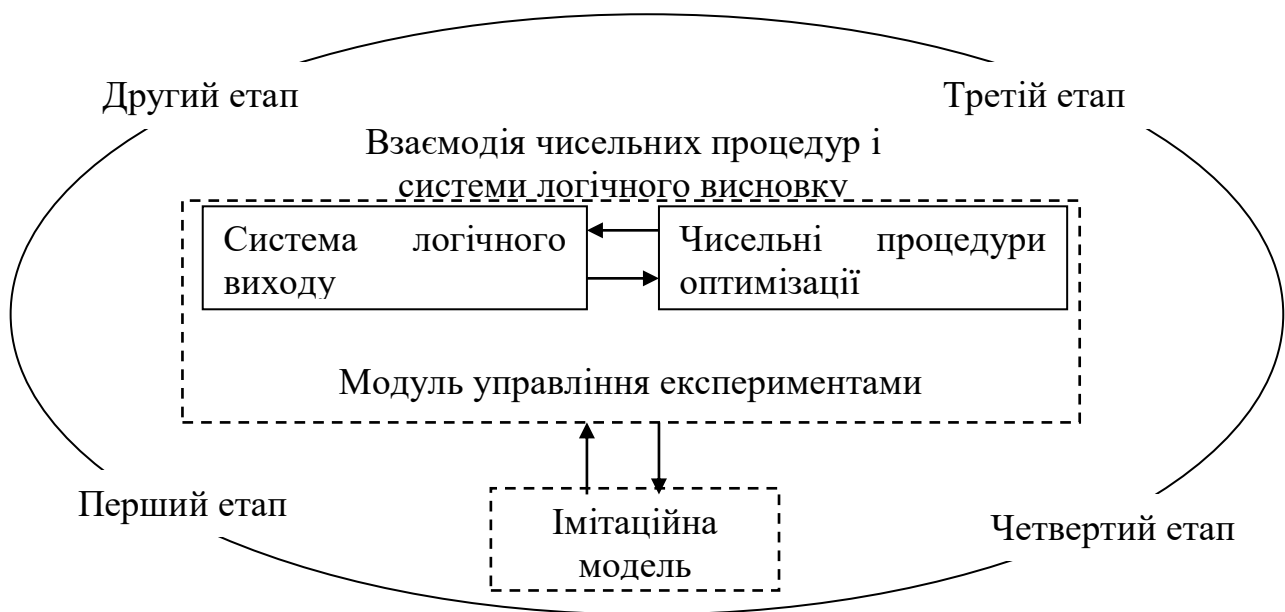 Другий етап
Третій етап
Взаємодія чисельних процедур і
системи логічного висновку
Система логічного
виходу
Чисельні процедури
оптимізації
Модуль управління експериментами
Перший етап
Імітаційна
модель
Четвертий етап